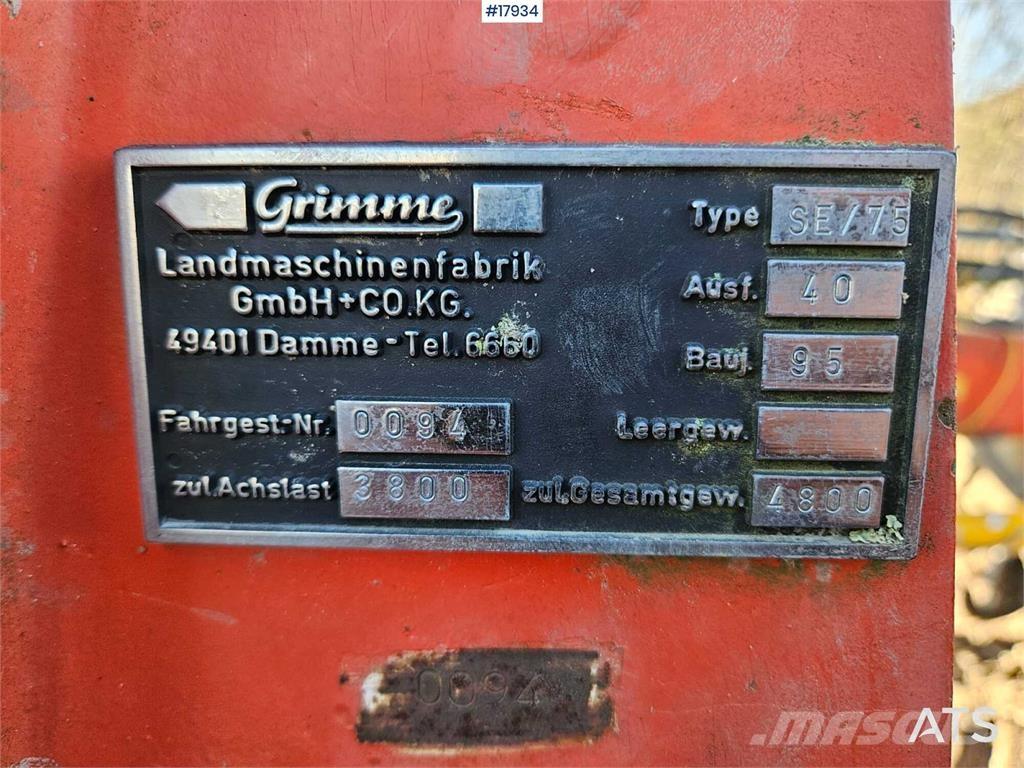 #17934
Grimme
Landmaschinenfabrik
GmbH+CO.KG.
49401 Damme-Tel.6660
Type SE/75
Ausf. 40
Bauj. 95
Fahrgest.-Nr. 0094
Leergew.
zul.Achslast 3800
zul.Gesamtgew. 4800
0094
MASCUS
ATS